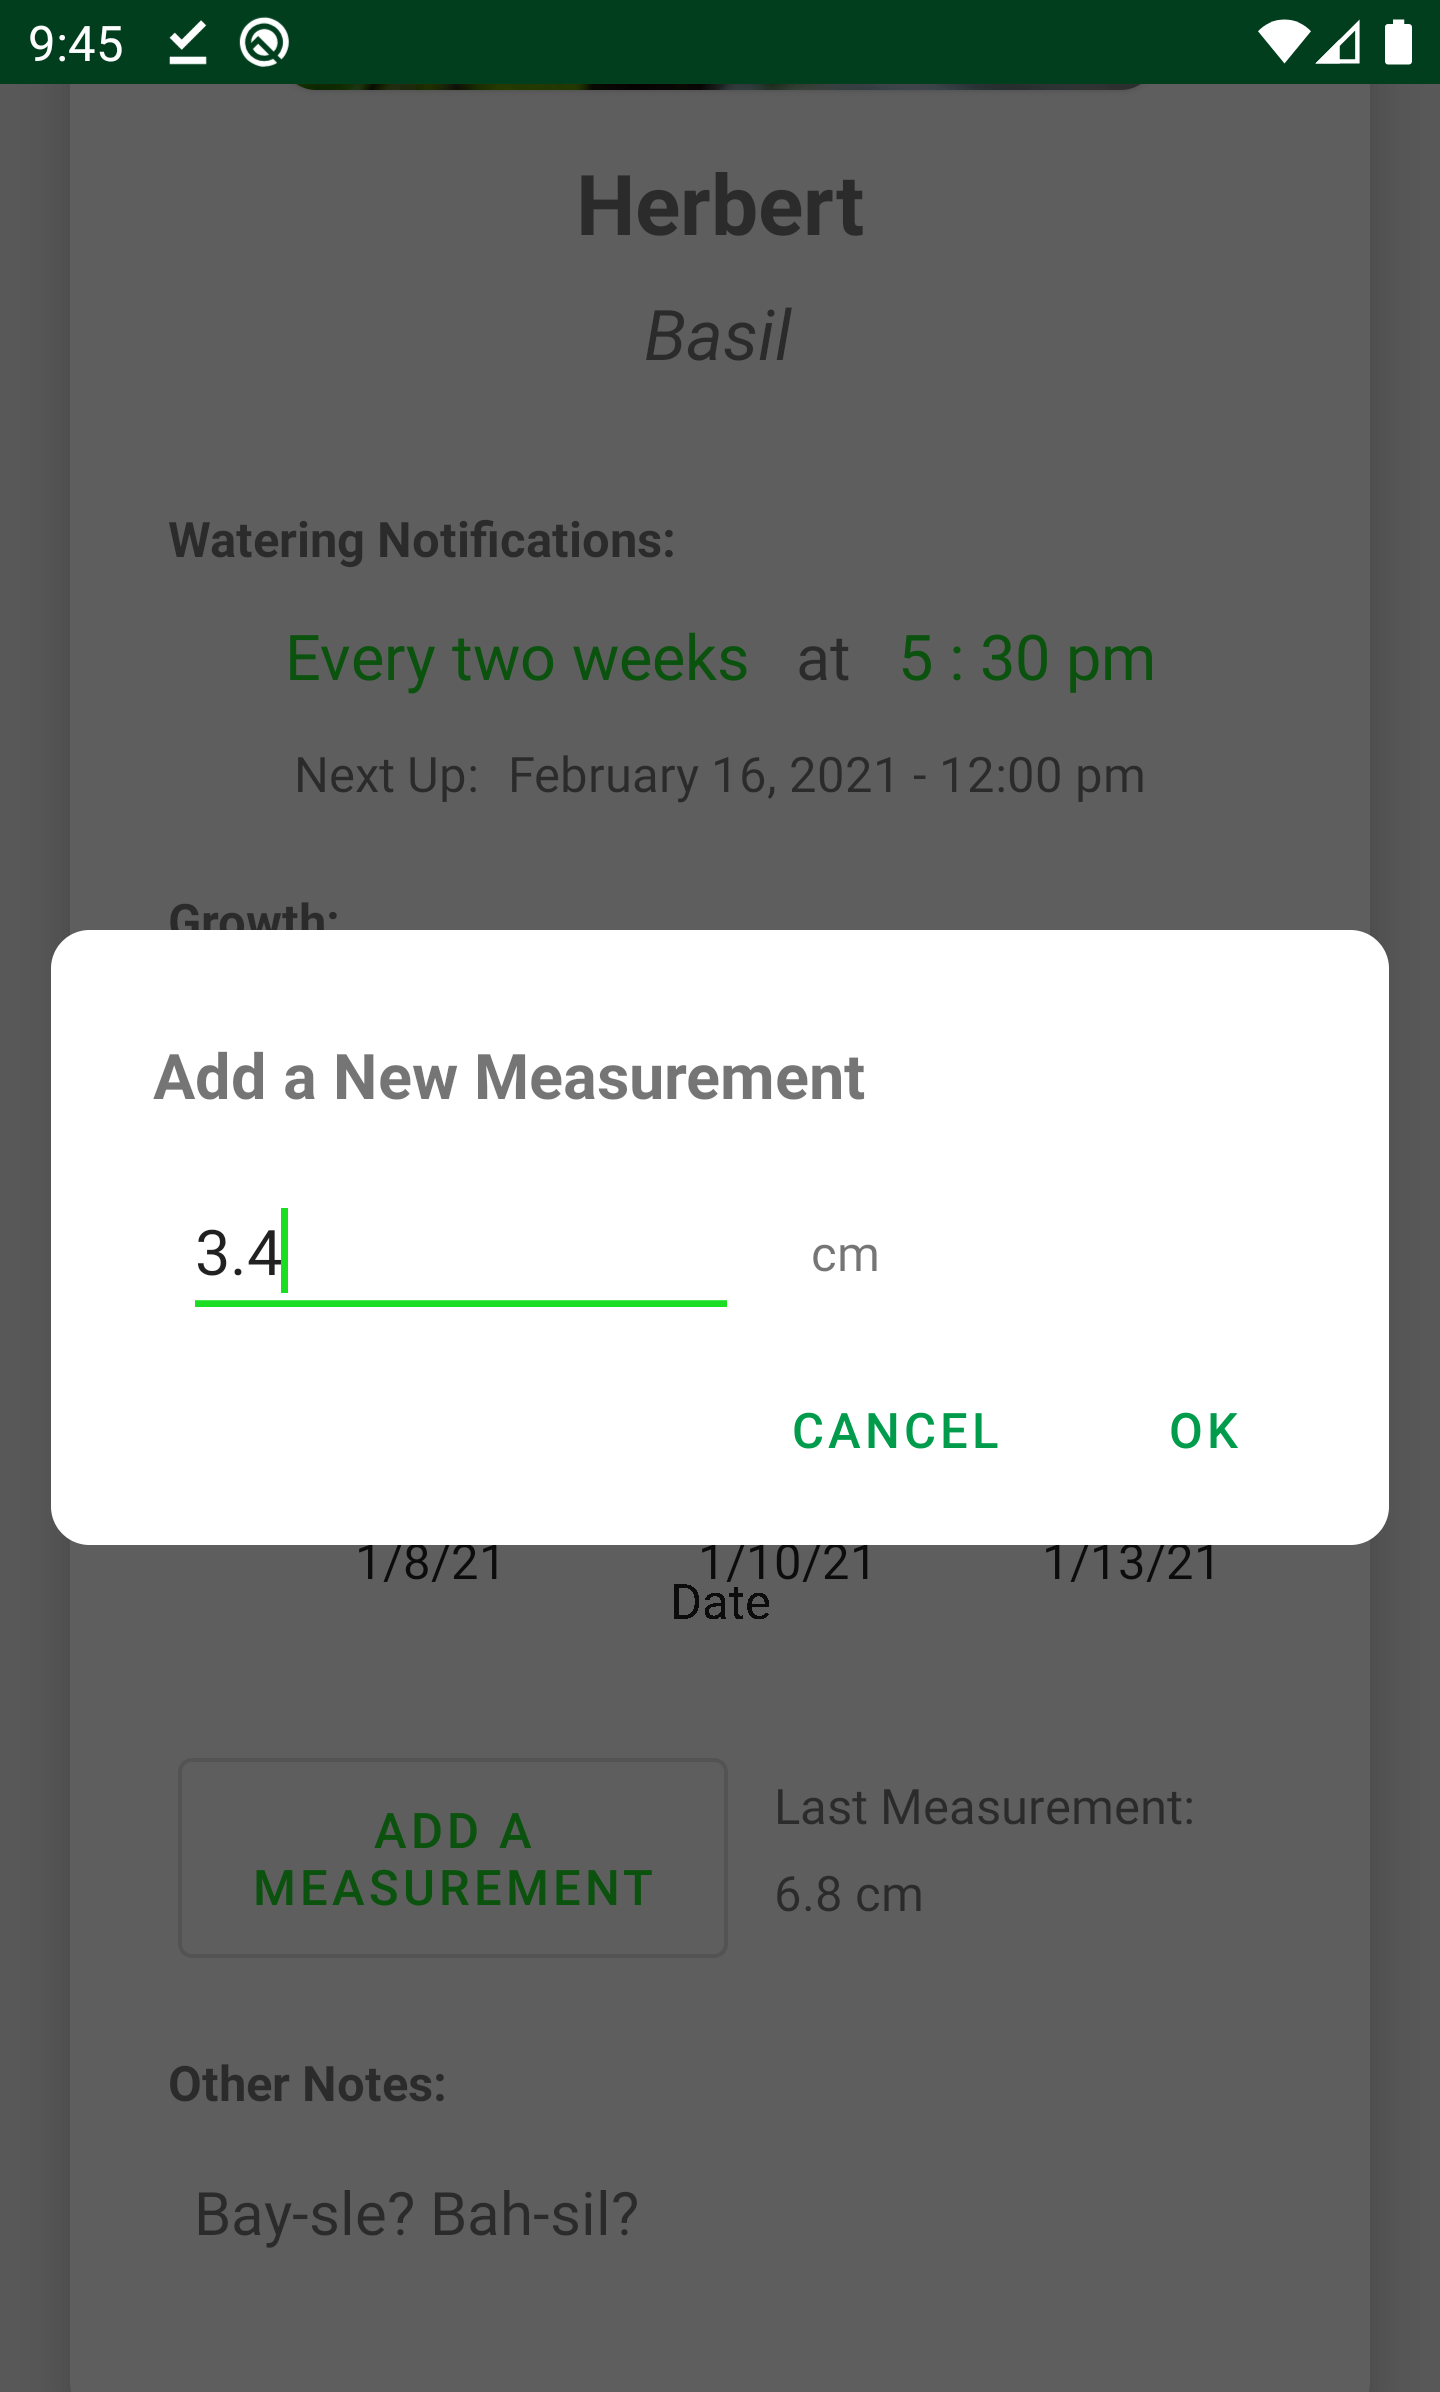 9:45
Herbert
Basil
Watering Notifications:
Every two weeks at 5 : 30 pm
Next Up: February 16, 2021 - 12:00 pm
Growth:
Add a New Measurement
3.4 cm
CANCEL OK
1/8/21 1/10/21 1/13/21
Date
ADD A
MEASUREMENT
Last Measurement:
6.8 cm
Other Notes:
Bay-sle? Bah-sil?